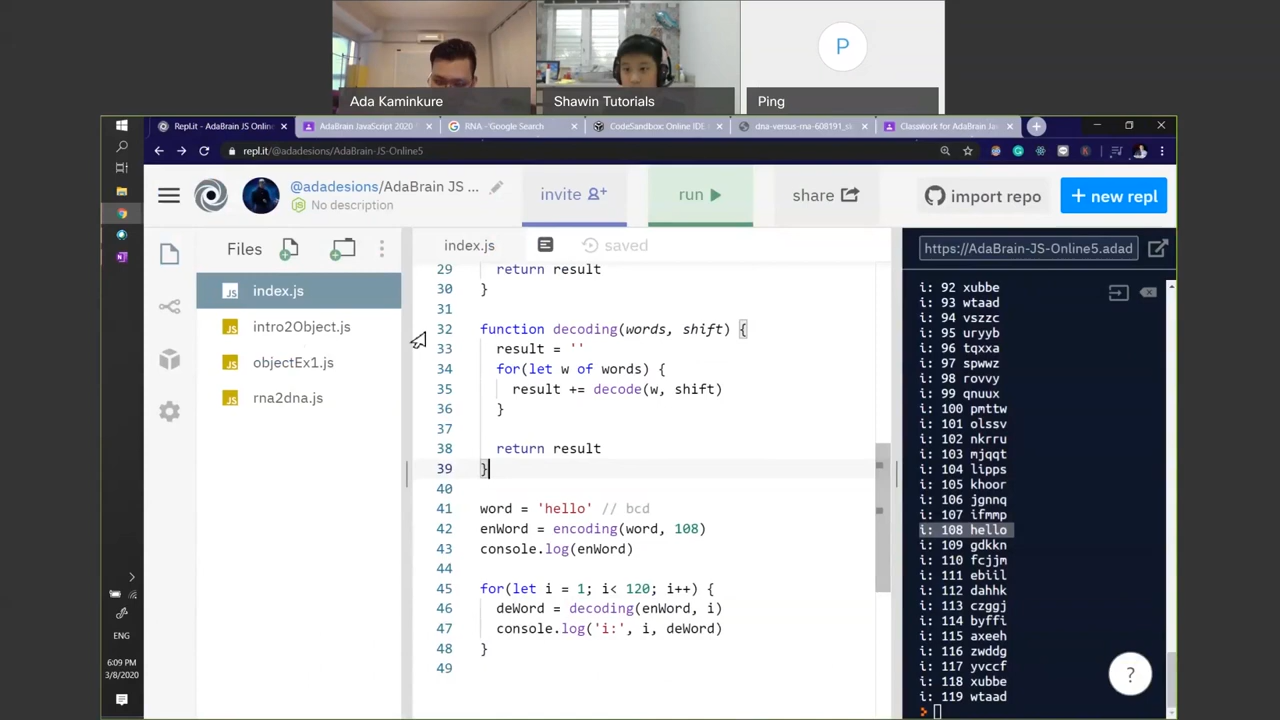 P
Ada Kaminkure
Shawin Tutorials
Ping
Repl.it - AdaBrain JS Onlin
AdaBrain JavaScript 2020
RNA - Google Search
CodeSandbox: Online IDE
dna-versus-rna-608191_s
Classwork for AdaBrain Ja
repl.it/@adadesions/AdaBrain-JS-Online5
@adadesions/AdaBrain JS ...
No description
invite
run
share
import repo
+ new repl
Files
index.js
saved
https://AdaBrain-JS-Online5.adad
index.js
intro2Object.js
objectEx1.js
rna2dna.js
29 return result
30 }
31
32 function decoding(words, shift) {
33 result = ''
34 for(let w of words) {
35 result += decode(w, shift)
36 }
37
38 return result
39 }
40
41 word = 'hello' // bcd
42 enWord = encoding(word, 108)
43 console.log(enWord)
44
45 for(let i = 1; i< 120; i++) {
46 deWord = decoding(enWord, i)
47 console.log('i:', i, deWord)
48 }
49
i: 92 xubbe
i: 93 wtaad
i: 94 vszzc
i: 95 uryyb
i: 96 tqxxa
i: 97 spwwz
i: 98 rovvy
i: 99 qnuux
i: 100 pmttw
i: 101 olssv
i: 102 nkrru
i: 103 mjqqt
i: 104 lipps
i: 105 khoor
i: 106 jgnnq
i: 107 ifmmp
i: 108 hello
i: 109 gdkkn
i: 110 fcjjm
i: 111 ebiil
i: 112 dahhk
i: 113 czggj
i: 114 byffi
i: 115 axeeh
i: 116 zwddg
i: 117 yvccf
i: 118 xubbe
i: 119 wtaad
?
ENG
6:09 PM
3/8/2020